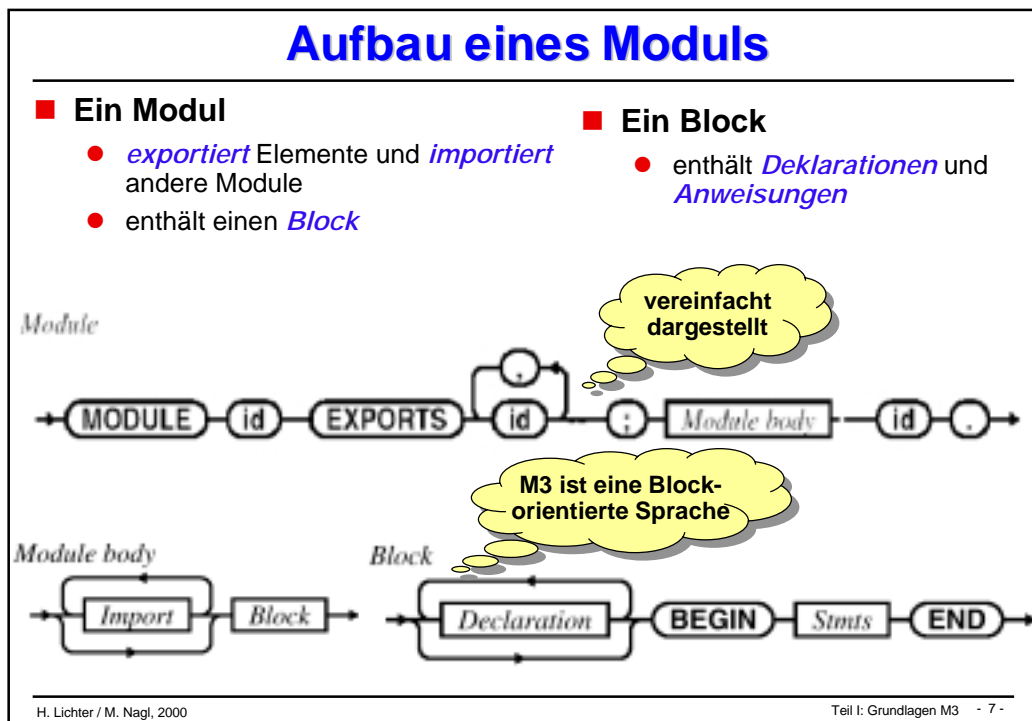 Aufbau eines Moduls
Ein Modul
exportiert Elemente und importiert
andere Module
enthält einen Block
Ein Block
enthält Deklarationen und
Anweisungen
vereinfacht
dargestellt
Module
,
MODULE id EXPORTS id ; Module body id .
M3 ist eine Block-
orientierte Sprache
Module body
Import Block
Block
Declaration BEGIN Stmts END
H. Lichter / M. Nagl, 2000
Teil I: Grundlagen M3 - 7 -